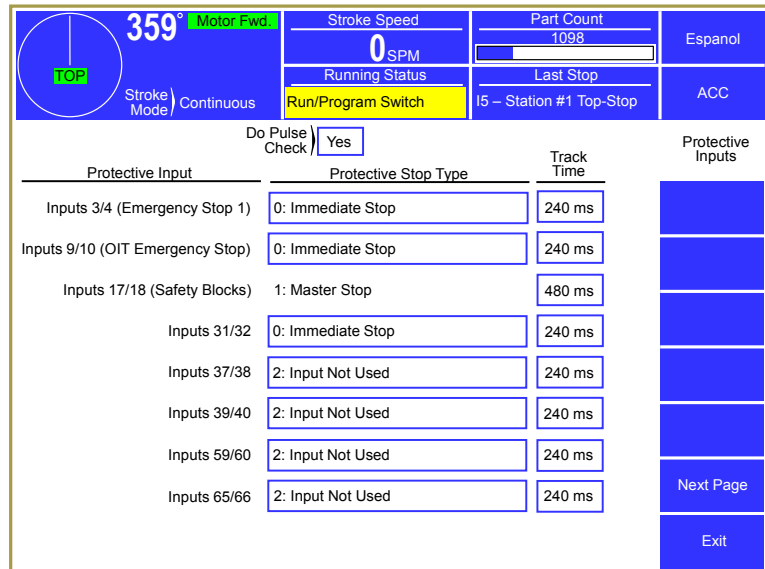 359° Motor Fwd.
TOP
Stroke Mode Continuous
Stroke Speed
0 SPM
Part Count
1098
Espanol
Running Status
Run/Program Switch
Last Stop
I5 – Station #1 Top-Stop
ACC
Do Pulse Check Yes
Protective Inputs
Protective Input Protective Stop Type Track Time
Inputs 3/4 (Emergency Stop 1) 0: Immediate Stop 240 ms
Inputs 9/10 (OIT Emergency Stop) 0: Immediate Stop 240 ms
Inputs 17/18 (Safety Blocks) 1: Master Stop 480 ms
Inputs 31/32 0: Immediate Stop 240 ms
Inputs 37/38 2: Input Not Used 240 ms
Inputs 39/40 2: Input Not Used 240 ms
Inputs 59/60 2: Input Not Used 240 ms
Inputs 65/66 2: Input Not Used 240 ms
Next Page
Exit